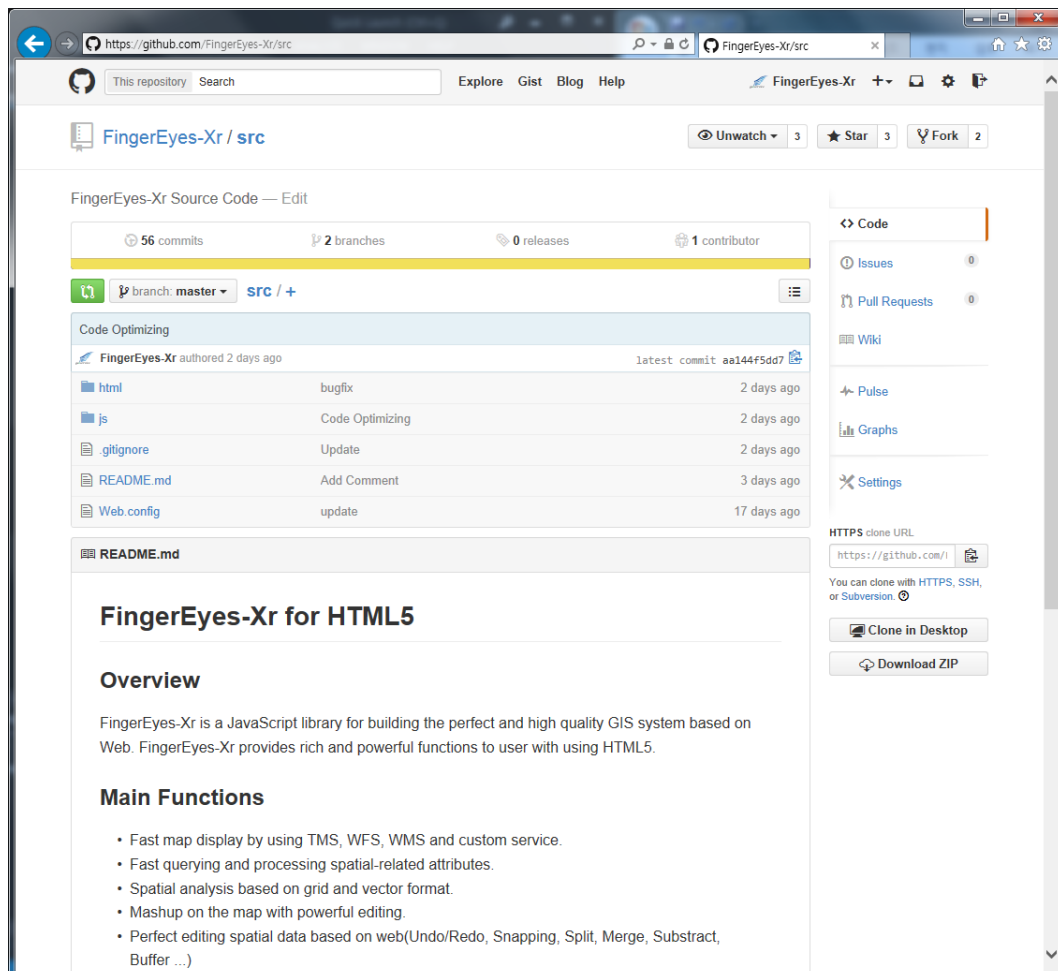 https://github.com/FingerEyes-Xr/src
FingerEyes-Xr/src
This repository Search
Explore Gist Blog Help
FingerEyes-Xr
FingerEyes-Xr / src
Unwatch 3
Star 3
Fork 2
FingerEyes-Xr Source Code — Edit
56 commits
2 branches
0 releases
1 contributor
branch: master
src / +
Code Optimizing
FingerEyes-Xr authored 2 days ago
latest commit aa144f5dd7
html bugfix 2 days ago
js Code Optimizing 2 days ago
.gitignore Update 2 days ago
README.md Add Comment 3 days ago
Web.config update 17 days ago
README.md
FingerEyes-Xr for HTML5
Overview
FingerEyes-Xr is a JavaScript library for building the perfect and high quality GIS system based on
Web. FingerEyes-Xr provides rich and powerful functions to user with using HTML5.
Main Functions
• Fast map display by using TMS, WFS, WMS and custom service.
• Fast querying and processing spatial-related attributes.
• Spatial analysis based on grid and vector format.
• Mashup on the map with powerful editing.
• Perfect editing spatial data based on web(Undo/Redo, Snapping, Split, Merge, Substract,
Buffer ...)
Code
Issues 0
Pull Requests 0
Wiki
Pulse
Graphs
Settings
HTTPS clone URL
https://github.com/
You can clone with HTTPS, SSH,
or Subversion.
Clone in Desktop
Download ZIP